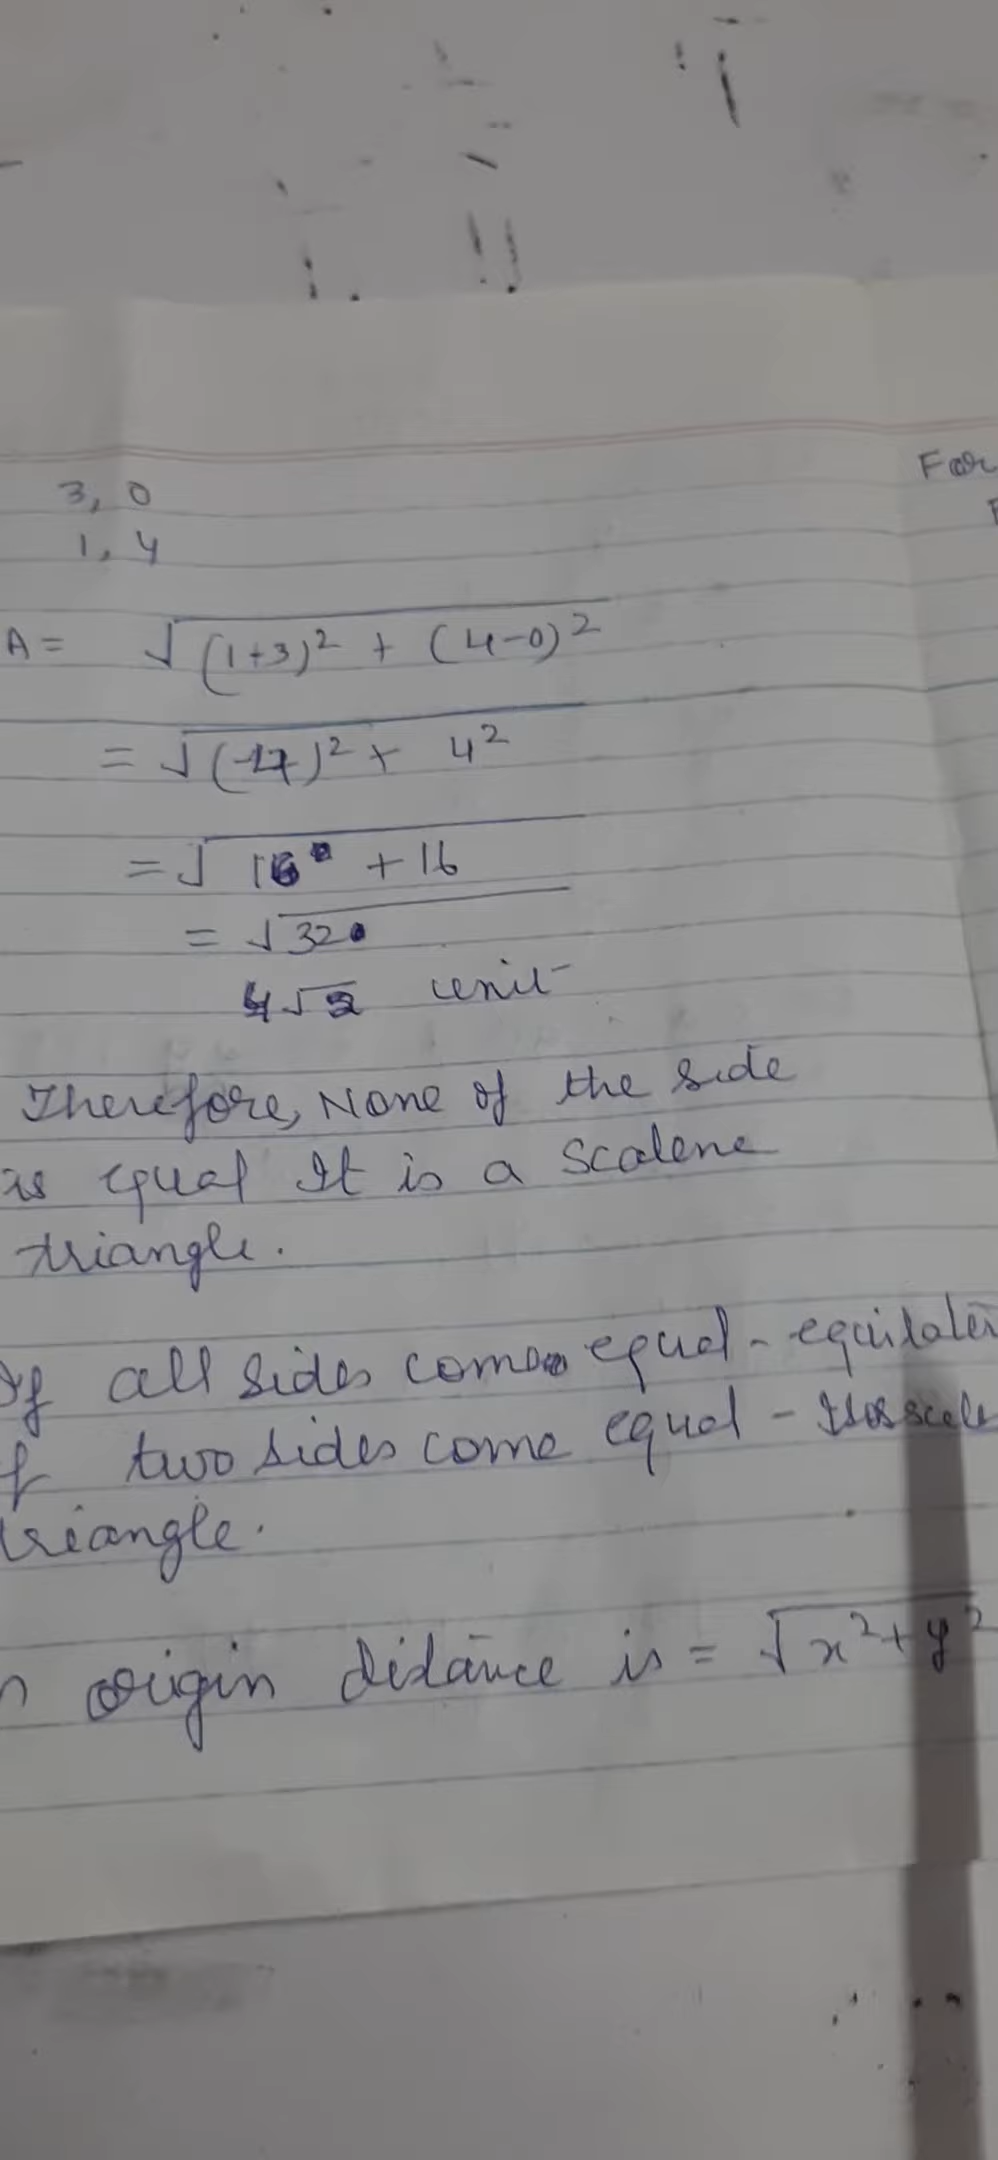 For
3, 0
1, 4
A = √(1+3)² + (4-0)²
= √(-4)² + 4²
= √16 + 16
= √32
4√2 unit
Therefore, None of the side
is equal It is a scalene
triangle.
If all sides come equal - equilater
f two sides come equal -
triangle.
n origin distance is = √x²+y²